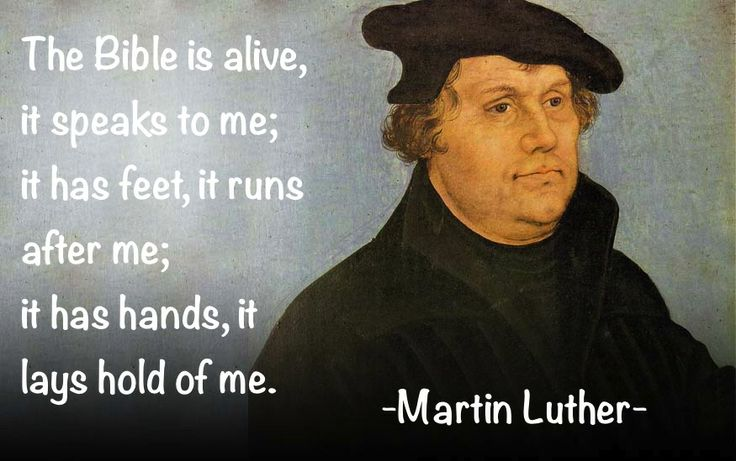 The Bible is alive,
it speaks to me;
it has feet, it runs
after me;
it has hands, it
lays hold of me.
-Martin Luther-